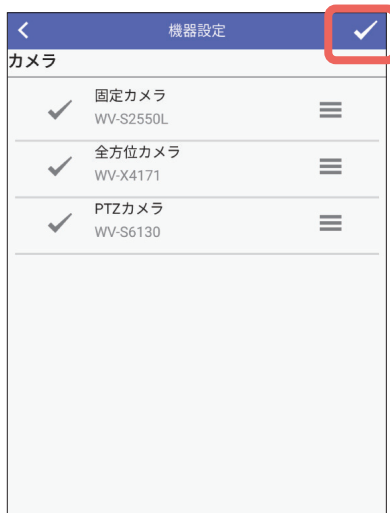 機器設定
カメラ
固定カメラ
WV-S2550L
全方位カメラ
WV-X4171
PTZカメラ
WV-S6130